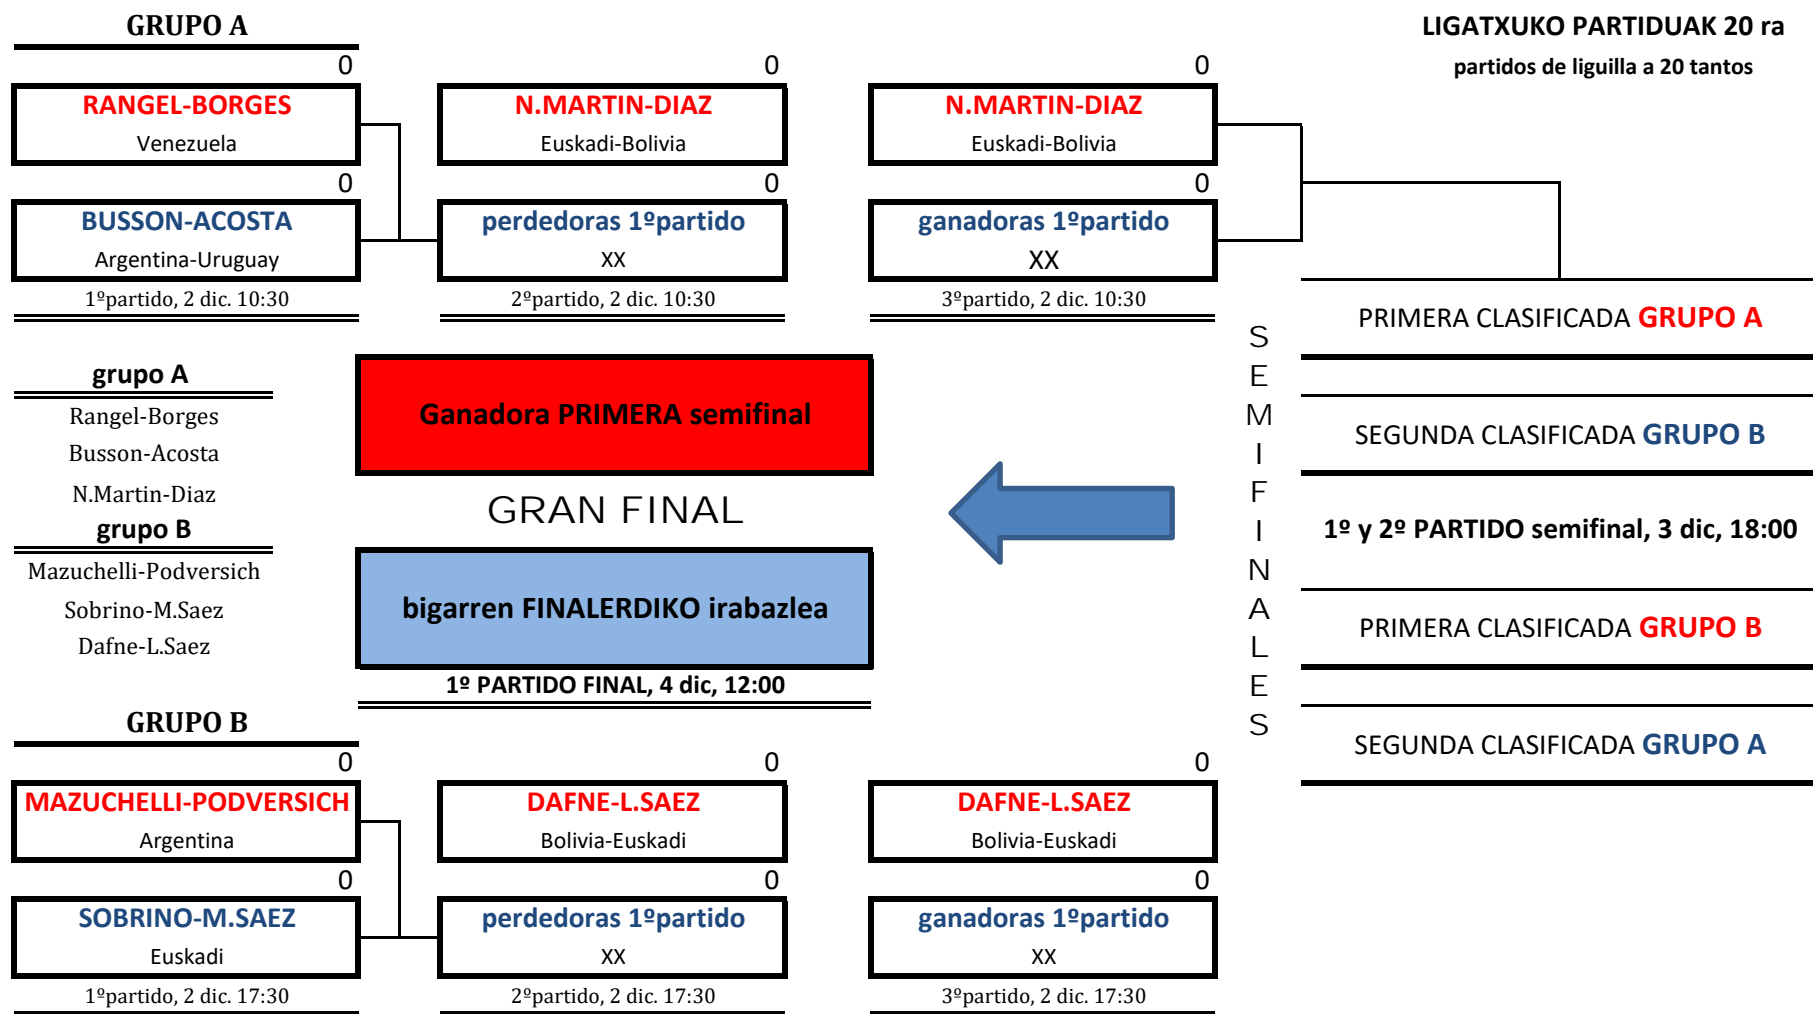 GRUPO A
LIGATXUKO PARTIDUAK 20 ra
partidos de liguilla a 20 tantos
0
0
0
RANGEL-BORGES
Venezuela
N.MARTIN-DIAZ
Euskadi-Bolivia
N.MARTIN-DIAZ
Euskadi-Bolivia
0
0
0
BUSSON-ACOSTA
Argentina-Uruguay
perdedoras 1ºpartido
XX
ganadoras 1ºpartido
XX
1ºpartido, 2 dic. 10:30
2ºpartido, 2 dic. 10:30
3ºpartido, 2 dic. 10:30
SEMIFINALES
PRIMERA CLASIFICADA GRUPO A
SEGUNDA CLASIFICADA GRUPO B
1º y 2º PARTIDO semifinal, 3 dic, 18:00
PRIMERA CLASIFICADA GRUPO B
SEGUNDA CLASIFICADA GRUPO A
grupo A
Rangel-Borges
Busson-Acosta
N.Martin-Diaz
grupo B
Mazuchelli-Podversich
Sobrino-M.Saez
Dafne-L.Saez
Ganadora PRIMERA semifinal
GRAN FINAL
bigarren FINALERDIKO irabazlea
1º PARTIDO FINAL, 4 dic, 12:00
GRUPO B
0
0
0
MAZUCHELLI-PODVERSICH
Argentina
DAFNE-L.SAEZ
Bolivia-Euskadi
DAFNE-L.SAEZ
Bolivia-Euskadi
0
0
0
SOBRINO-M.SAEZ
Euskadi
perdedoras 1ºpartido
XX
ganadoras 1ºpartido
XX
1ºpartido, 2 dic. 17:30
2ºpartido, 2 dic. 17:30
3ºpartido, 2 dic. 17:30